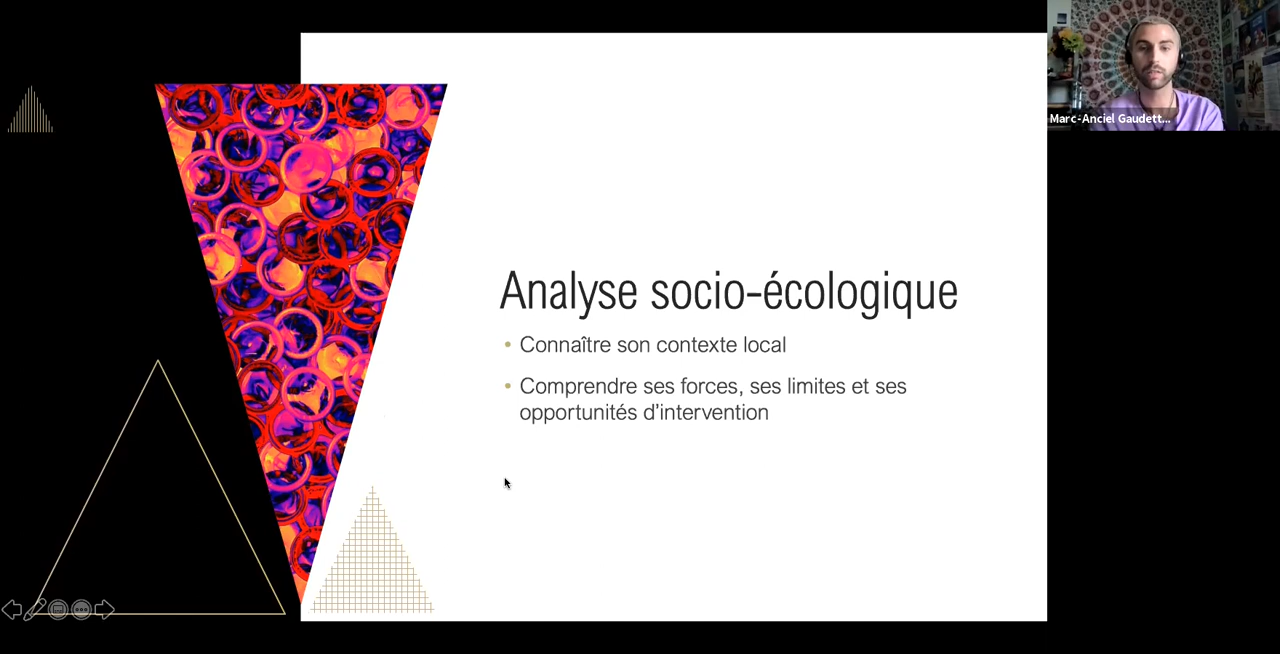 Marc-Anciel Gaudett...
Analyse socio-écologique
• Connaître son contexte local
• Comprendre ses forces, ses limites et ses
opportunités d'intervention